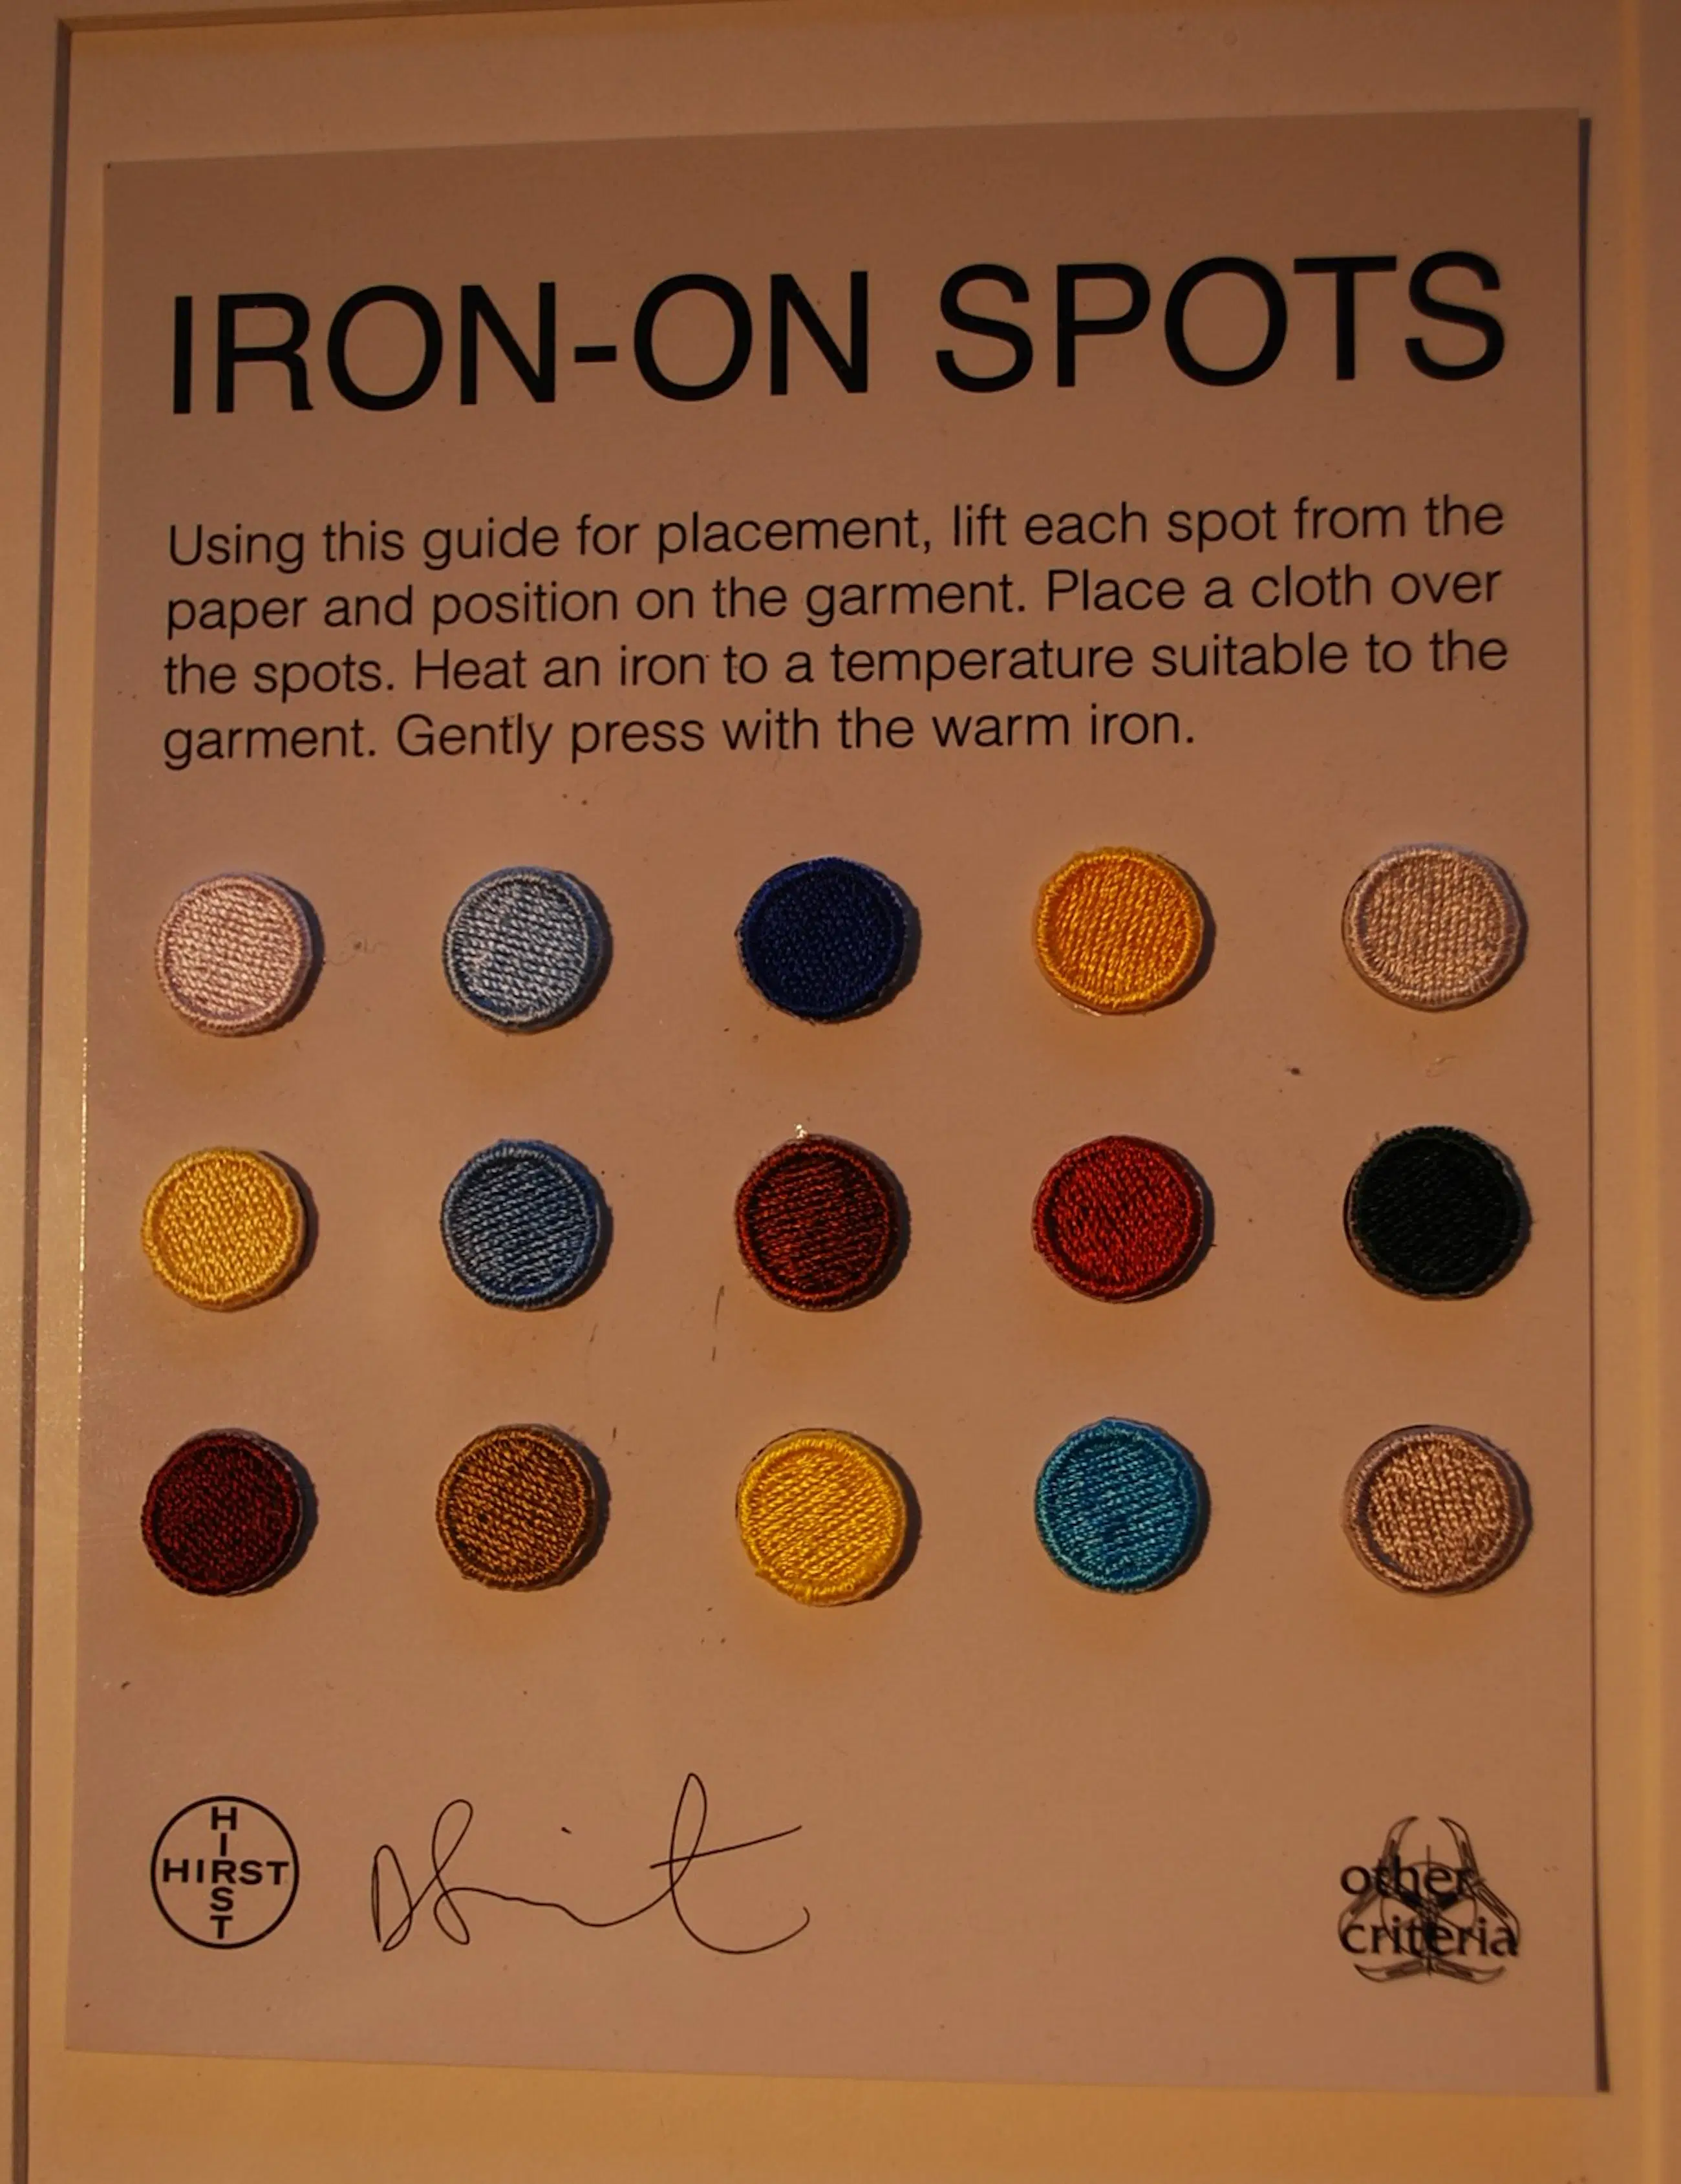 IRON-ON SPOTS
Using this guide for placement, lift each spot from the
paper and position on the garment. Place a cloth over
the spots. Heat an iron to a temperature suitable to the
garment. Gently press with the warm iron.
HIRST
HIRST
other
criteria